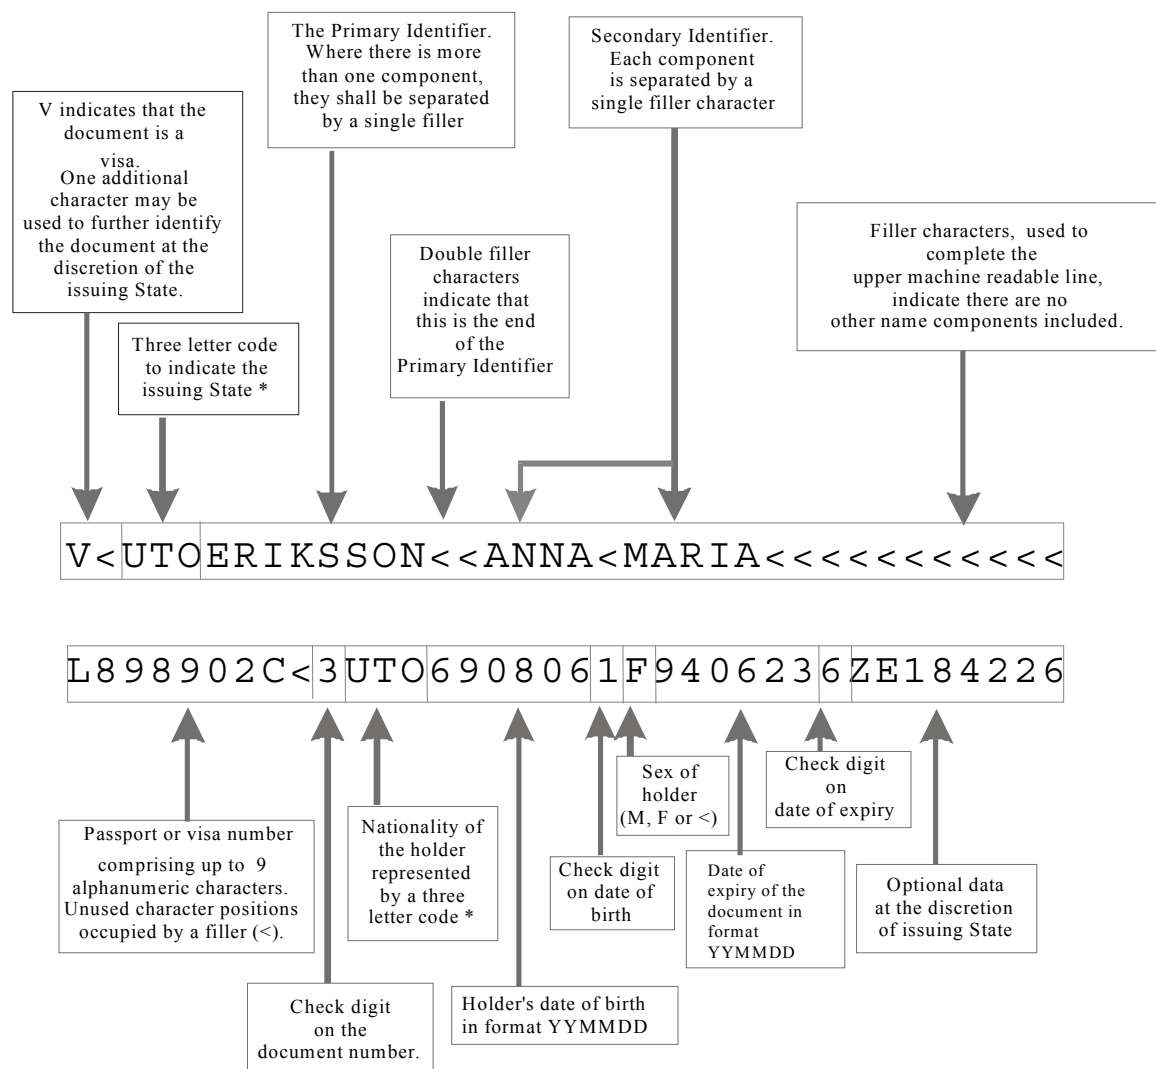 The Primary Identifier.
Where there is more
than one component,
they shall be separated
by a single filler
Secondary Identifier.
Each component
is separated by a
single filler character
V indicates that the
document is a
visa.
One additional
character may be
used to further identify
the document at the
discretion of the
issuing State.
Three letter code
to indicate the
issuing State *
Double filler
characters
indicate that
this is the end
of the
Primary Identifier
Filler characters, used to
complete the
upper machine readable line,
indicate there are no
other name components included.
V<UTOERIKSSON<<ANNA<MARIA<<<<<<<<<<<
L898902C<3UTO6908061F9406236ZE184226
Passport or visa number
comprising up to 9
alphanumeric characters.
Unused character positions
occupied by a filler (<).
Check digit
on the
document number.
Nationality of
the holder
represented
by a three
letter code *
Holder's date of birth
in format YYMMDD
Check digit
on date of
birth
Sex of
holder
(M, F or <)
Date of
expiry of the
document in
format
YYMMDD
Check digit
on
date of expiry
Optional data
at the discretion
of issuing State